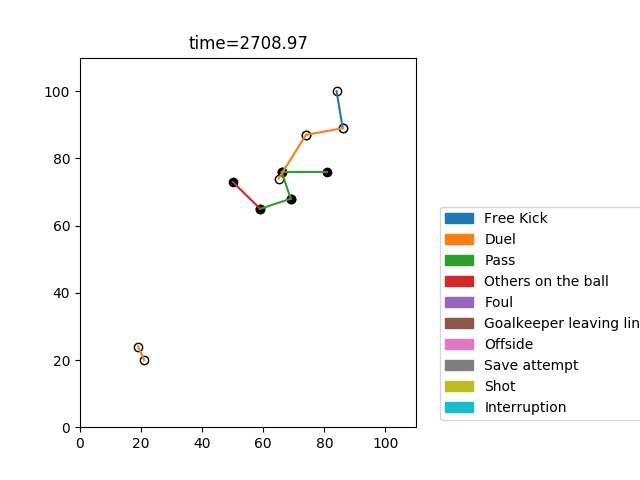 time=2708.97
100
80
60
40
20
0
0 20 40 60 80 100
Free Kick
Duel
Pass
Others on the ball
Foul
Goalkeeper leaving lin
Offside
Save attempt
Shot
Interruption